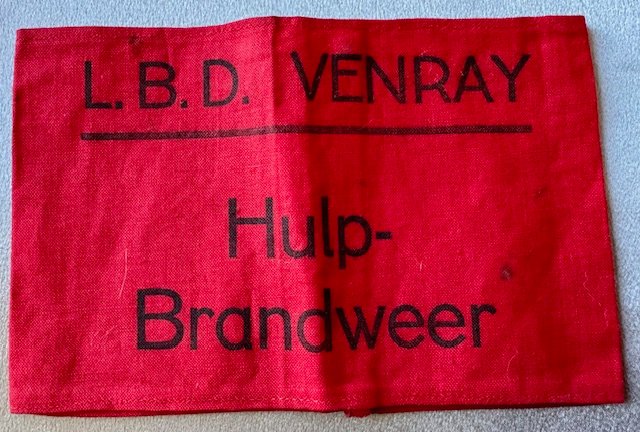 L.B.D. VENRAY
Hulp-
Brandweer